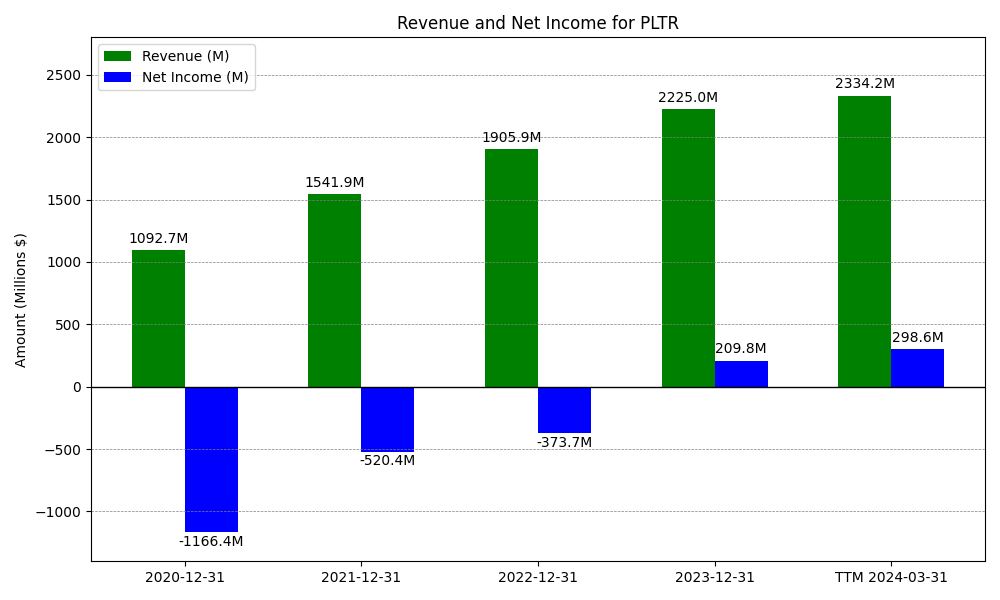 Revenue and Net Income for PLTR
Revenue (M)
Net Income (M)
Amount (Millions $)
2500
2000
1500
1000
500
0
−500
−1000
1092.7M
1541.9M
1905.9M
2225.0M
2334.2M
-1166.4M
-520.4M
-373.7M
209.8M
298.6M
2020-12-31
2021-12-31
2022-12-31
2023-12-31
TTM 2024-03-31